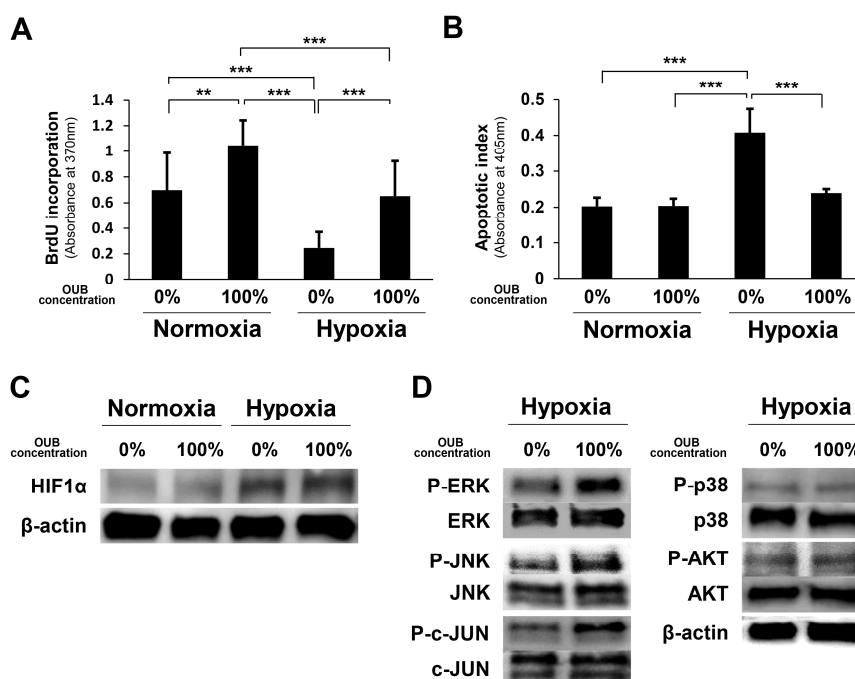 A
***
***
** *** ***
BrdU incorporation
(Absorbance at 370nm)
1.4
1.2
1
0.8
0.6
0.4
0.2
0
OUB
concentration
0% 100% 0% 100%
Normoxia Hypoxia
B
***
*** ***
Apoptotic index
(Absorbance at 405nm)
0.5
0.4
0.3
0.2
0.1
0
OUB
concentration
0% 100% 0% 100%
Normoxia Hypoxia
C
Normoxia Hypoxia
OUB
concentration
0% 100% 0% 100%
HIF1α
β-actin
D
Hypoxia
OUB
concentration
0% 100%
P-ERK
ERK
P-JNK
JNK
P-c-JUN
c-JUN
Hypoxia
OUB
concentration
0% 100%
P-p38
p38
P-AKT
AKT
β-actin